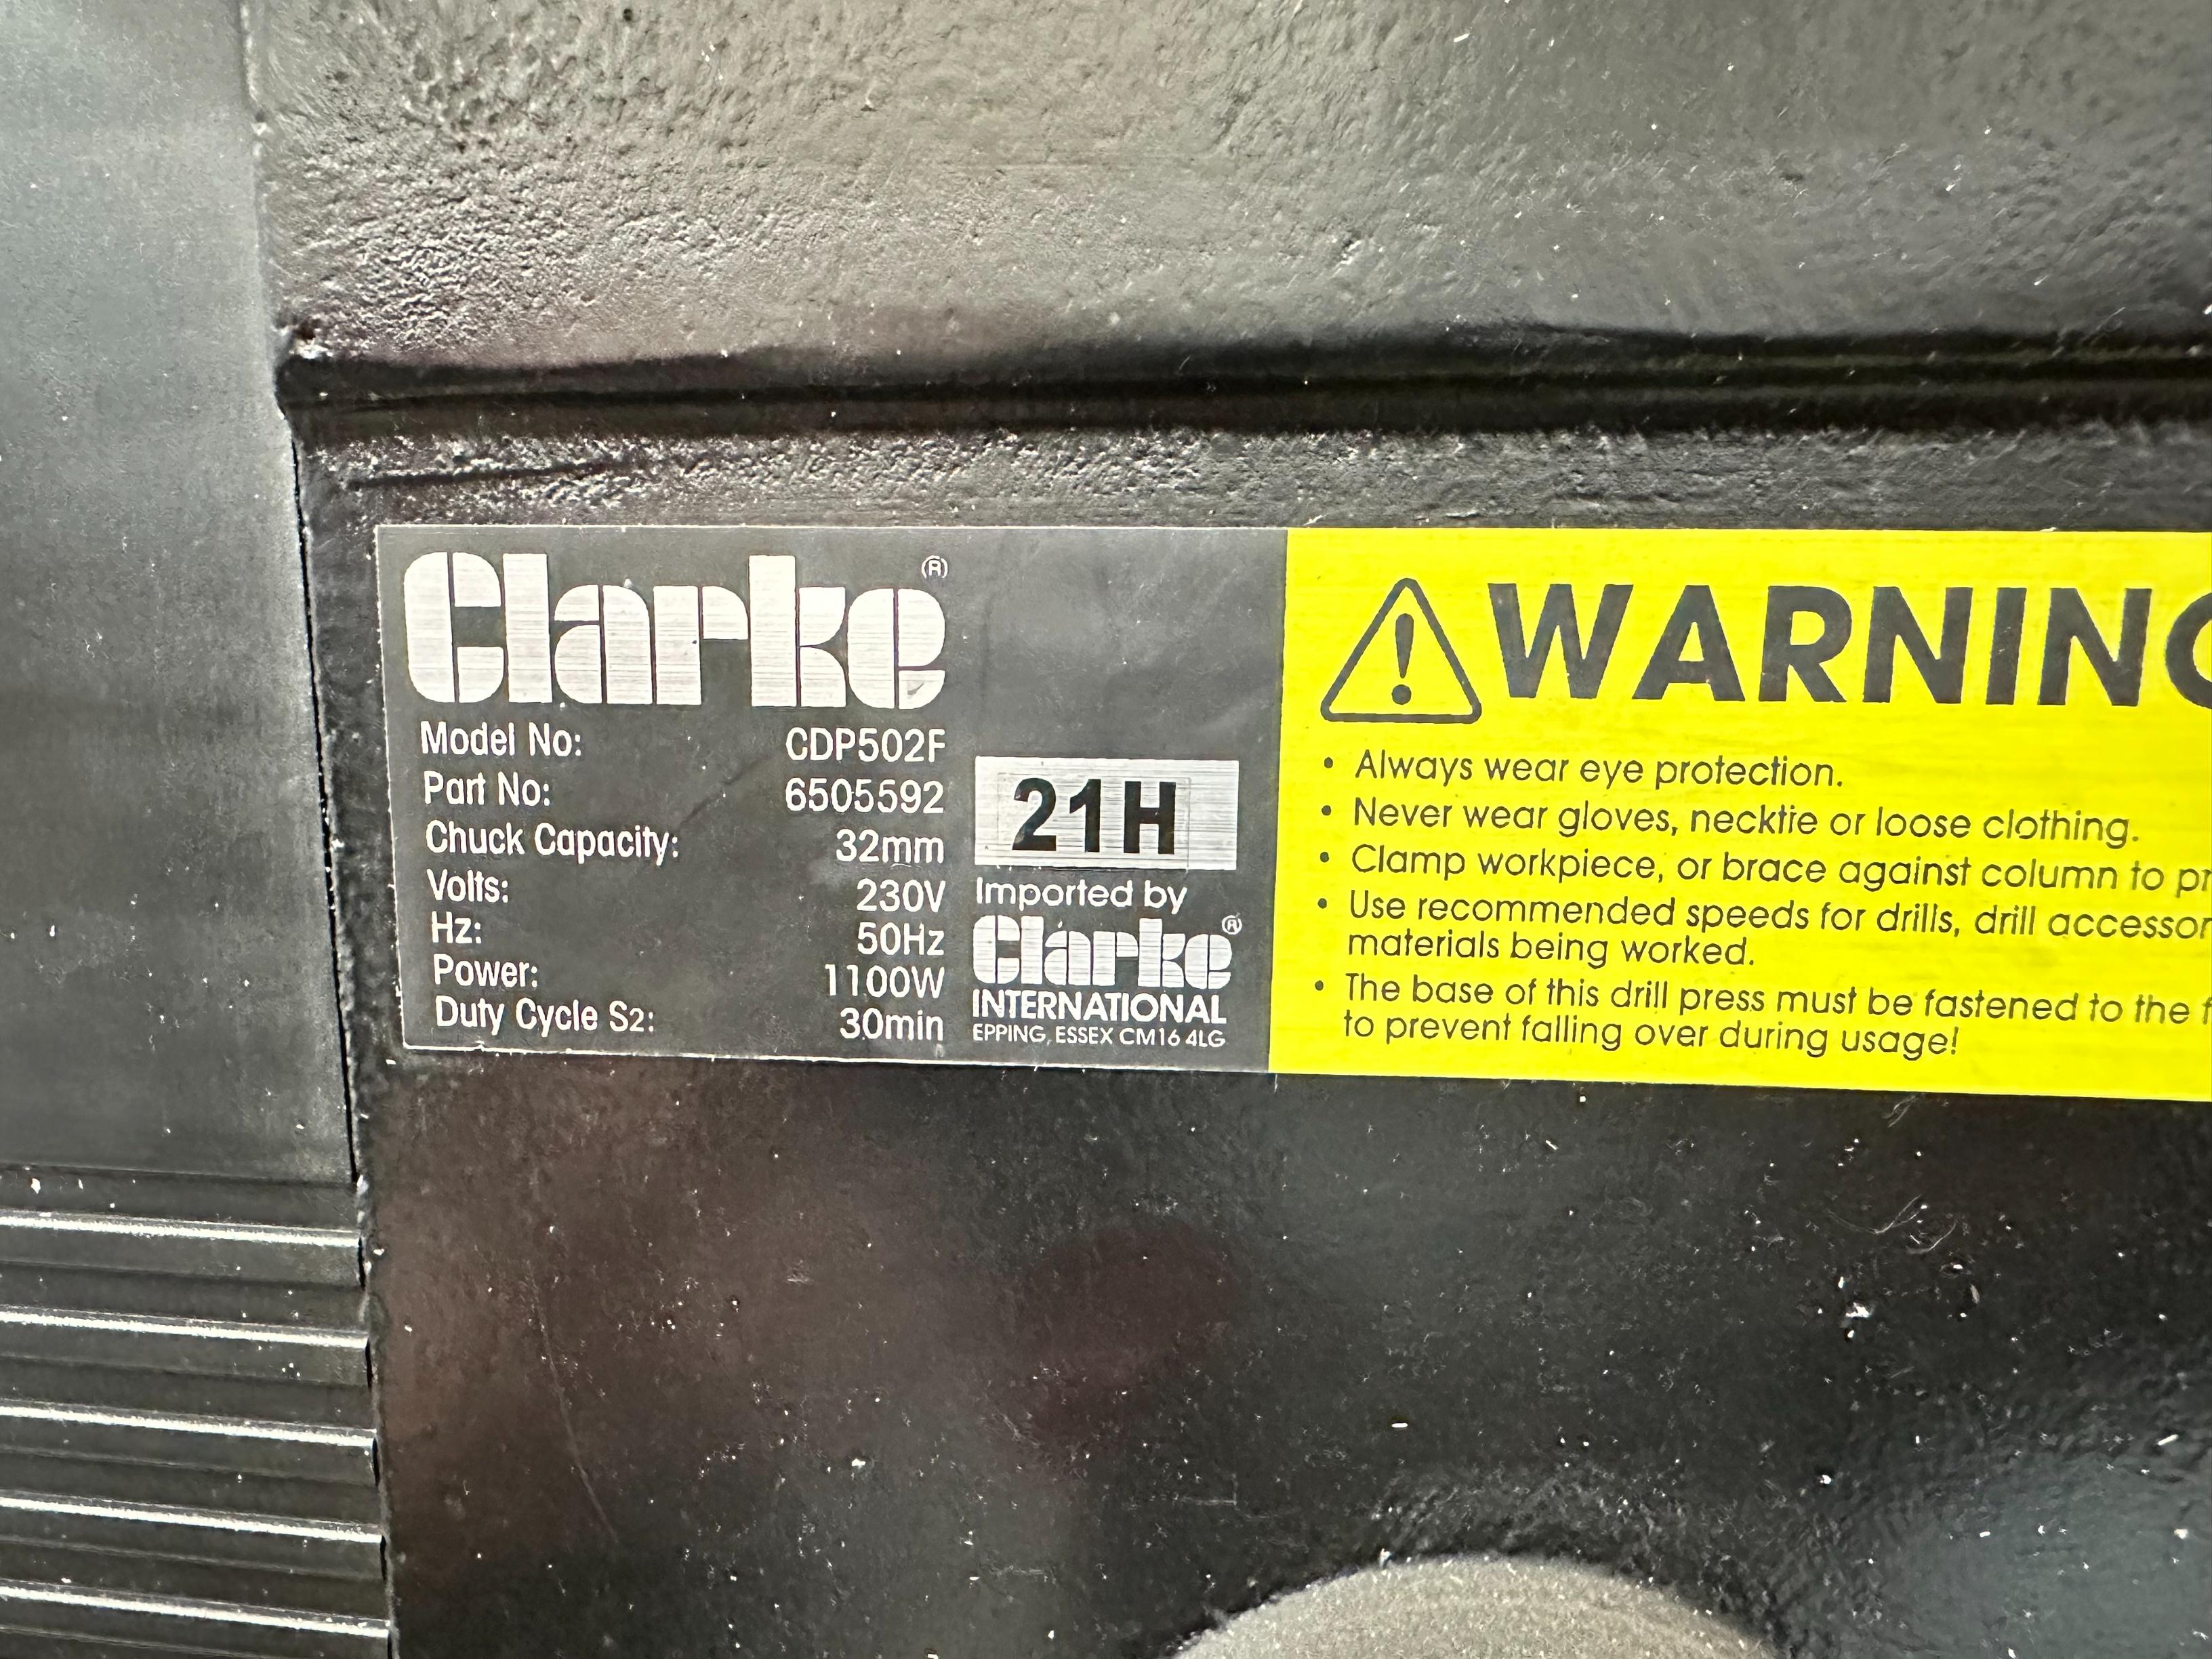 Clarke®
Model No: CDP502F
Part No: 6505592
Chuck Capacity: 32mm
Volts: 230V
Hz: 50Hz
Power: 1100W
Duty Cycle S2: 30min
21H
Imported by
Clarke®
INTERNATIONAL
EPPING, ESSEX CM16 4LG
WARNING
• Always wear eye protection.
• Never wear gloves, necktie or loose clothing.
• Clamp workpiece, or brace against column to
• Use recommended speeds for drills, drill
materials being worked.
• The base of this drill press must be fastened to the
to prevent falling over during usage!